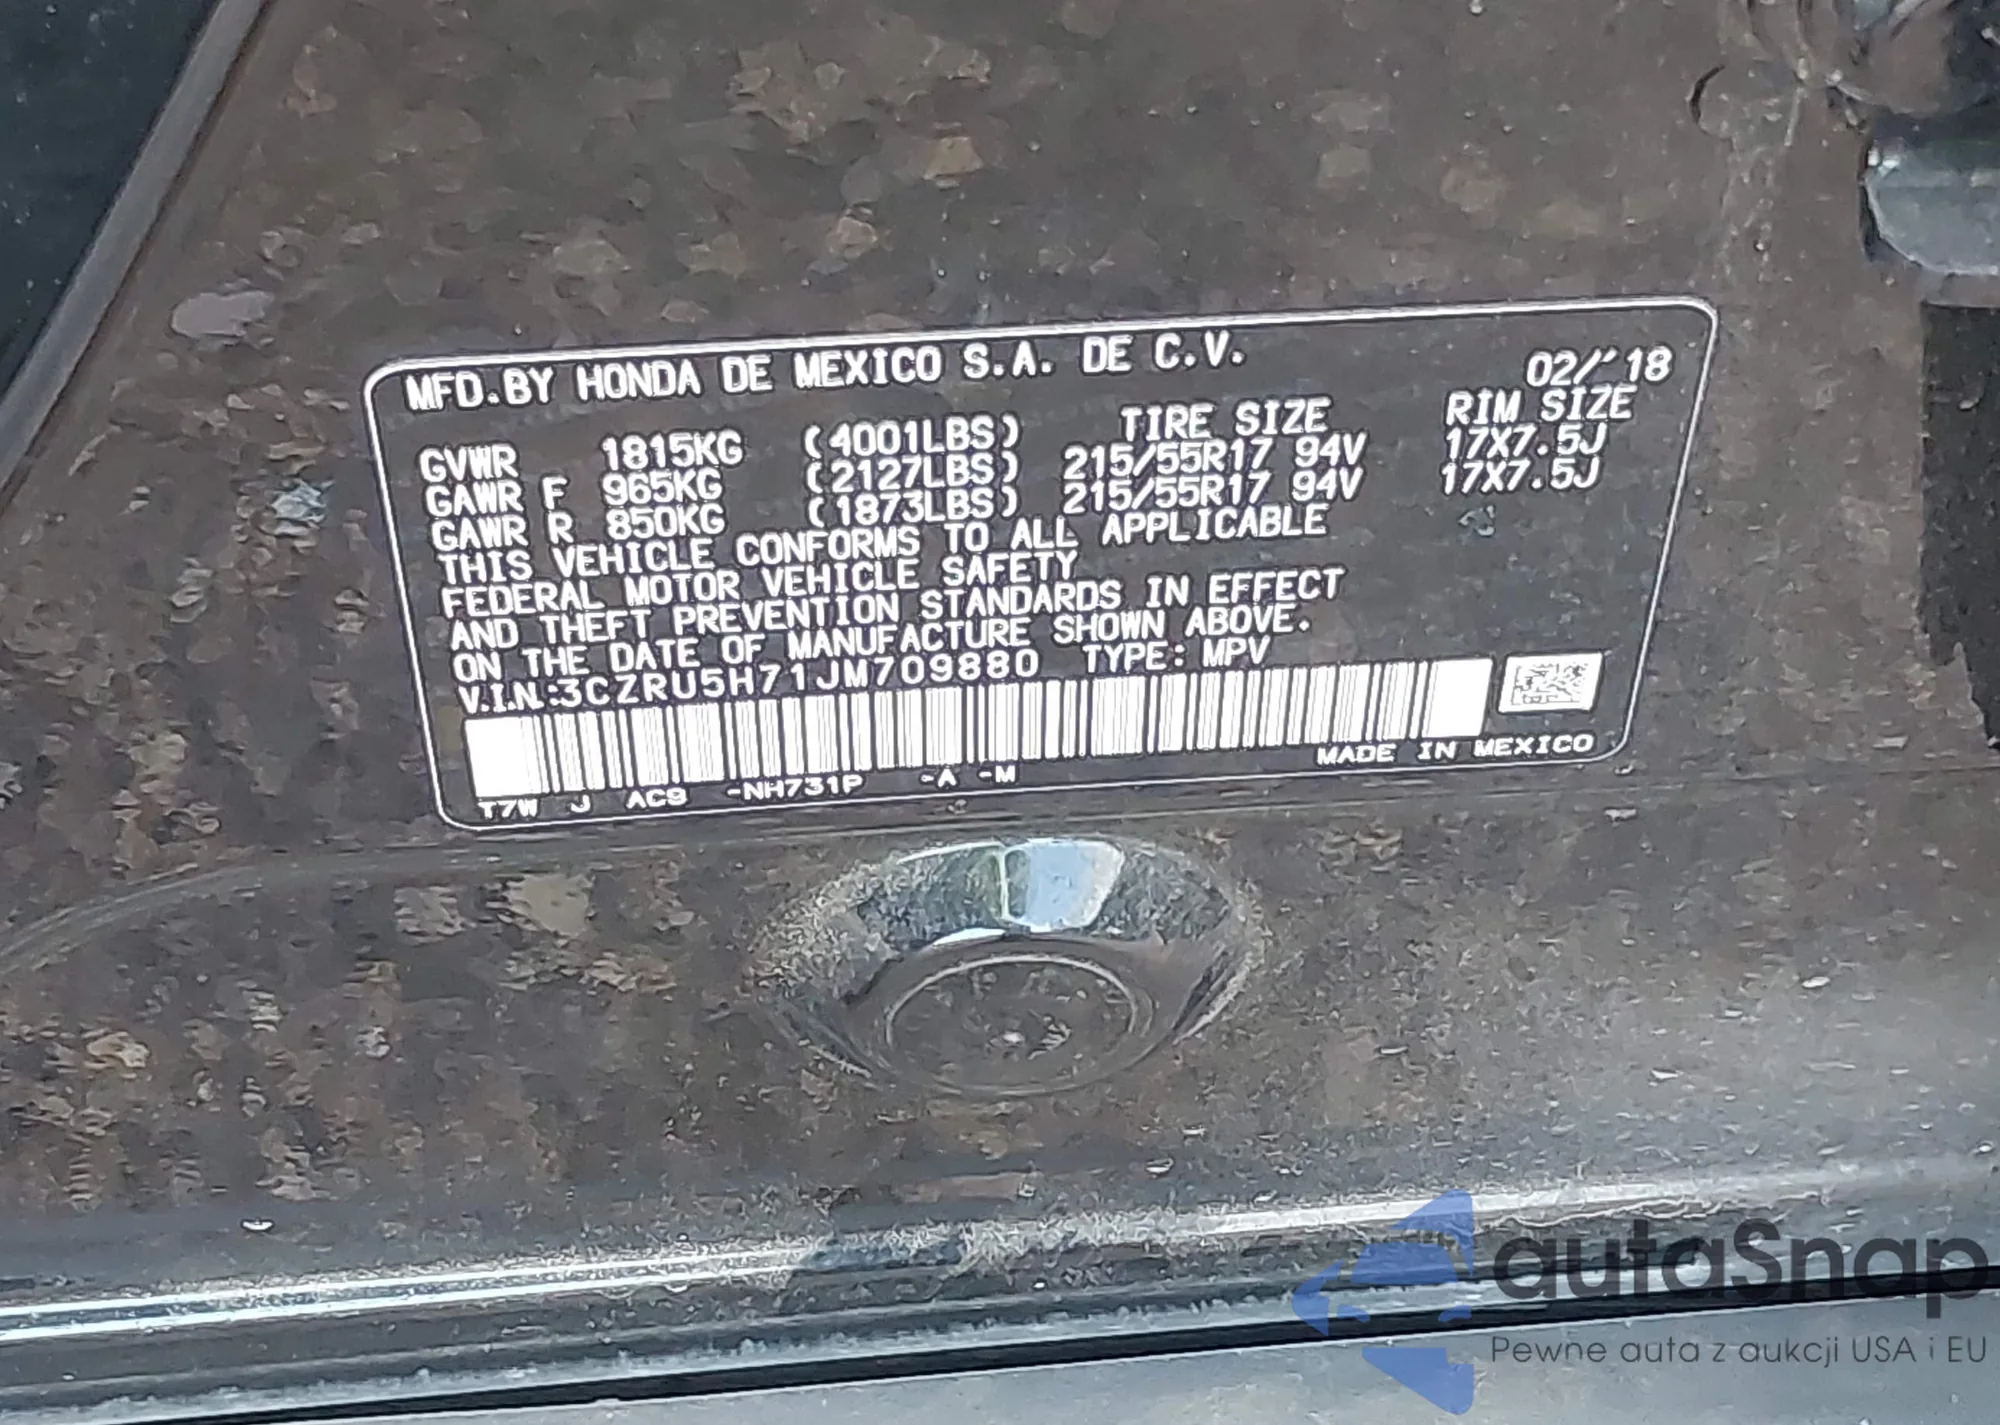 MFD.BY HONDA DE MEXICO S.A. DE C.V.
02/'18
TIRE SIZE RIM SIZE
GVWR 1815KG (4001LBS)
GAWR F 965KG (2127LBS) 215/55R17 94V 17X7.5J
GAWR R 850KG (1873LBS) 215/55R17 94V 17X7.5J
THIS VEHICLE CONFORMS TO ALL APPLICABLE
FEDERAL MOTOR VEHICLE SAFETY
AND THEFT PREVENTION STANDARDS IN EFFECT
ON THE DATE OF MANUFACTURE SHOWN ABOVE.
V.I.N.:3CZRU5H71JM709880 TYPE: MPV
MADE IN MEXICO
T7W J AC9 -NH731P -A -M
autaSnap
Pewne auta z aukcji USA i EU